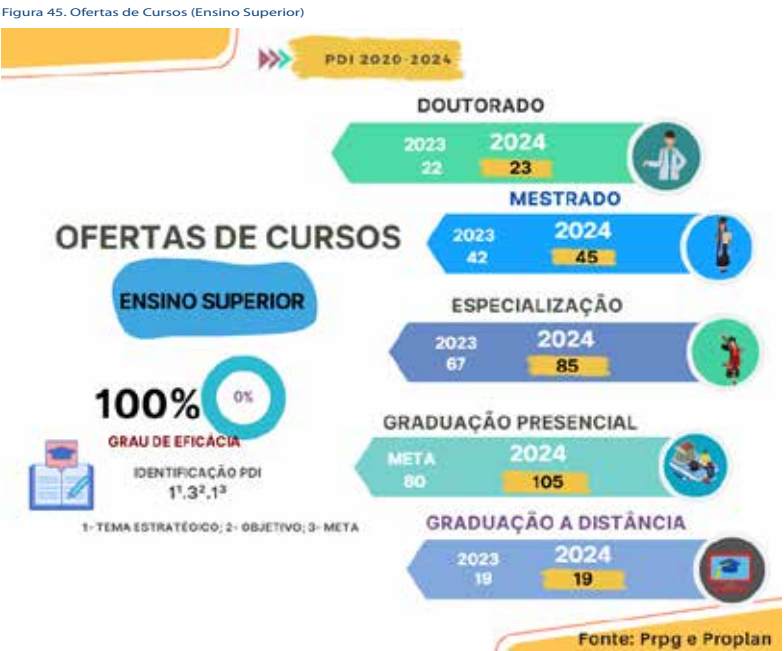 Figura 45. Ofertas de Cursos (Ensino Superior)
PDI 2020-2024
DOUTORADO
2023 2024
22 23
MESTRADO
2023 2024
42 45
OFERTAS DE CURSOS
ENSINO SUPERIOR
ESPECIALIZAÇÃO
2023 2024
67 85
100% 0%
GRAU DE EFICÁCIA
IDENTIFICAÇÃO PDI
1¹.3².1³
1- TEMA ESTRATÉGICO; 2- OBJETIVO; 3- META
GRADUAÇÃO PRESENCIAL
META 2024
80 105
GRADUAÇÃO A DISTÂNCIA
2023 2024
19 19
Fonte: Prpg e Proplan